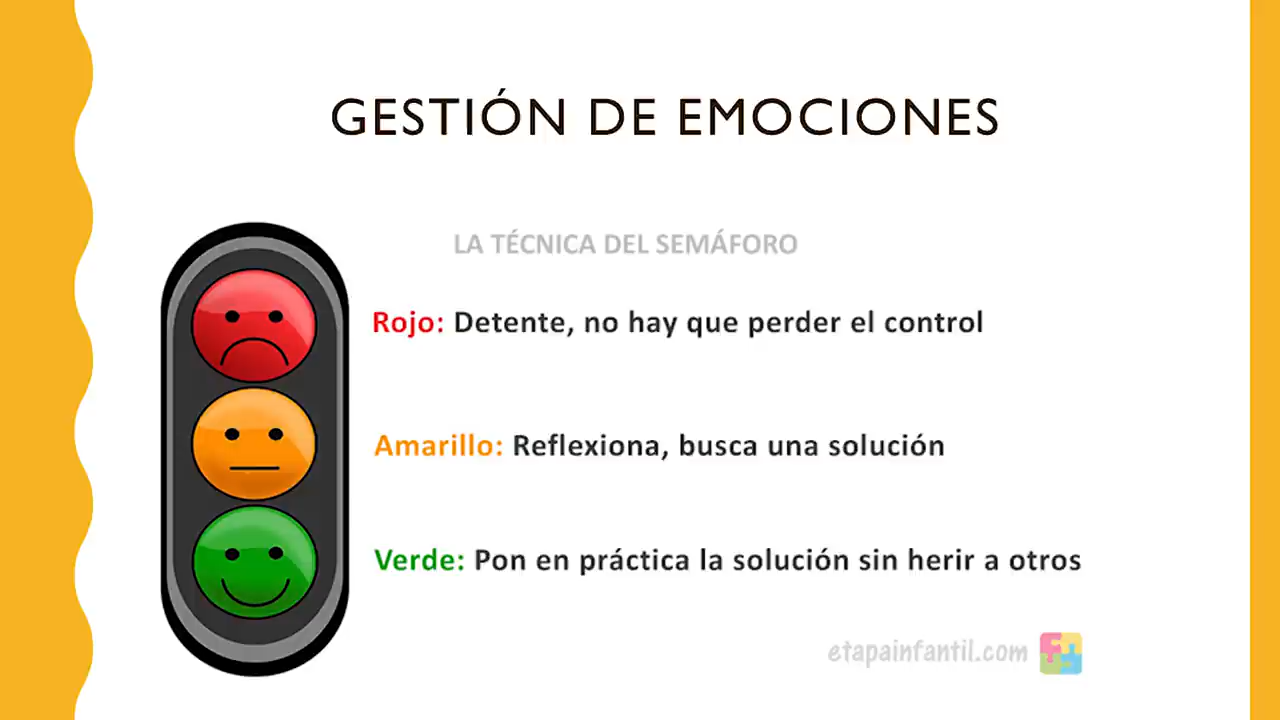 GESTIÓN DE EMOCIONES
LA TÉCNICA DEL SEMÁFORO
Rojo: Detente, no hay que perder el control
Amarillo: Reflexiona, busca una solución
Verde: Pon en práctica la solución sin herir a otros
etapainfantil.com